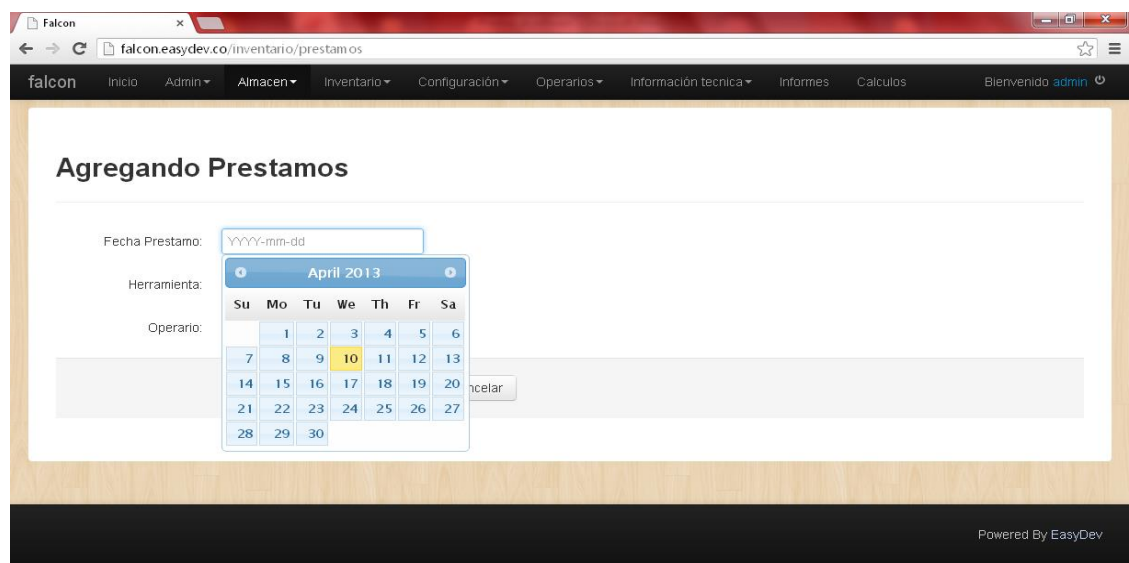 Falcon
falcon.easydev.co/inventario/prestamos
falcon Inicio Admin Almacen Inventario Configuración Operarios Información tecnica Informes Calculos Bienvenido admin
Agregando Prestamos
Fecha Prestamo: YYYY-mm-dd
Herramienta:
Operario:
April 2013
Su Mo Tu We Th Fr Sa
1 2 3 4 5 6
7 8 9 10 11 12 13
14 15 16 17 18 19 20
21 22 23 24 25 26 27
28 29 30
ncelar
Powered By EasyDev